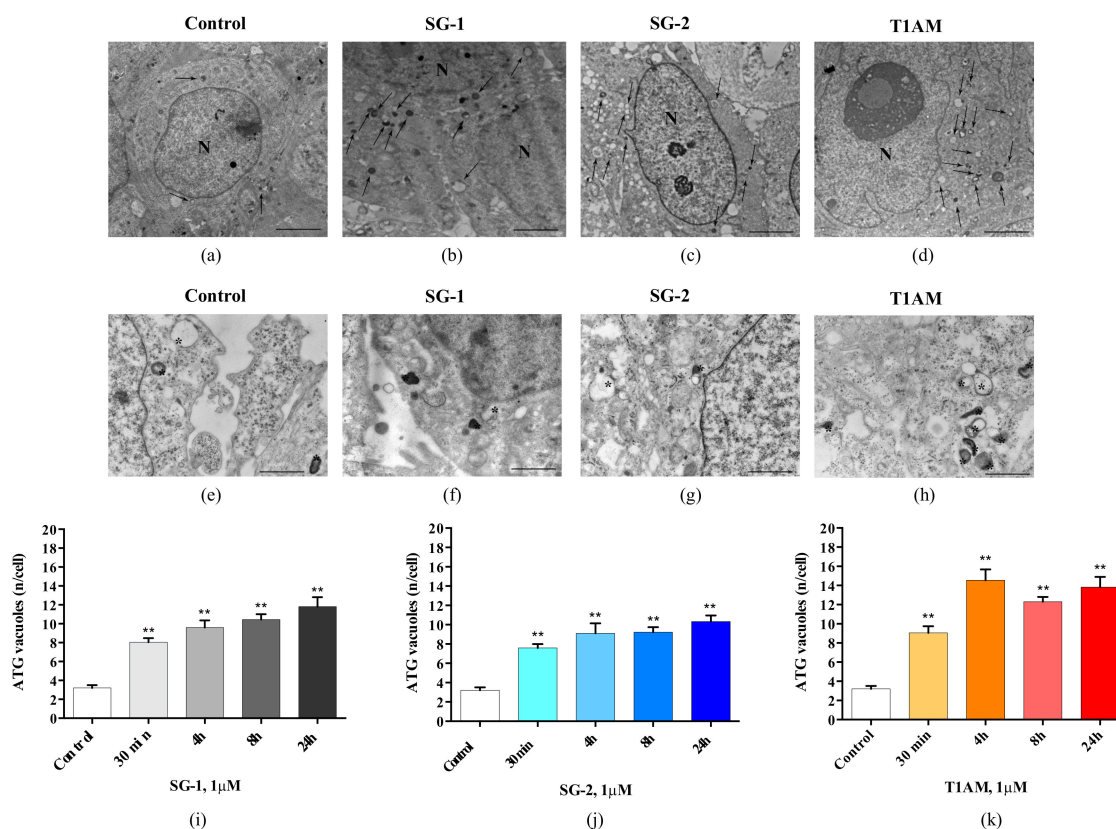 Control SG-1 SG-2 T1AM
N N N N N
(a) (b) (c) (d)
Control SG-1 SG-2 T1AM
* * * * * * * * * * * *
(e) (f) (g) (h)
ATG vacuoles (n/cell)
20
18
16
14
12
10
8
6
4
2
0
** ** ** **
Control 30 min 4h 8h 24h
SG-1, 1μM
(i)
ATG vacuoles (n/cell)
20
18
16
14
12
10
8
6
4
2
0
** ** ** **
Control 30min 4h 8h 24h
SG-2, 1μM
(j)
ATG vacuoles (n/cell)
20
18
16
14
12
10
8
6
4
2
0
** ** ** **
Control 30 min 4h 8h 24h
T1AM, 1μM
(k)